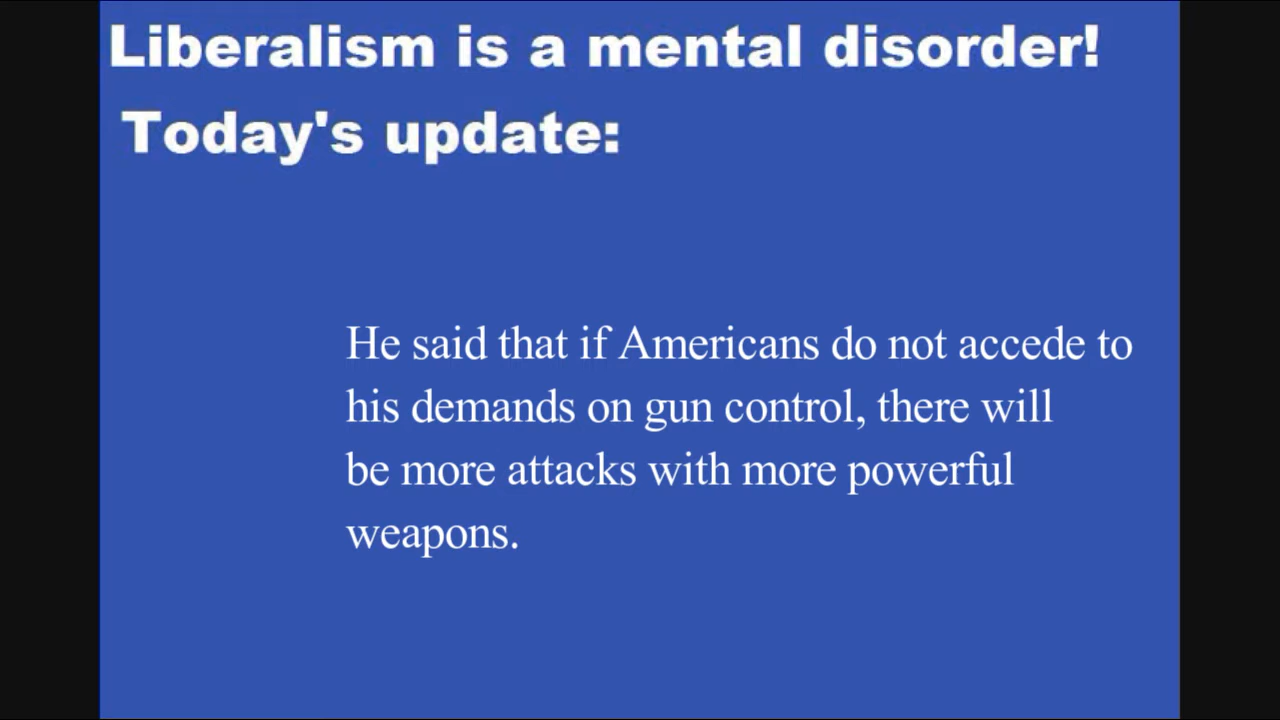 Liberalism is a mental disorder!
Today's update:
He said that if Americans do not accede to
his demands on gun control, there will
be more attacks with more powerful
weapons.